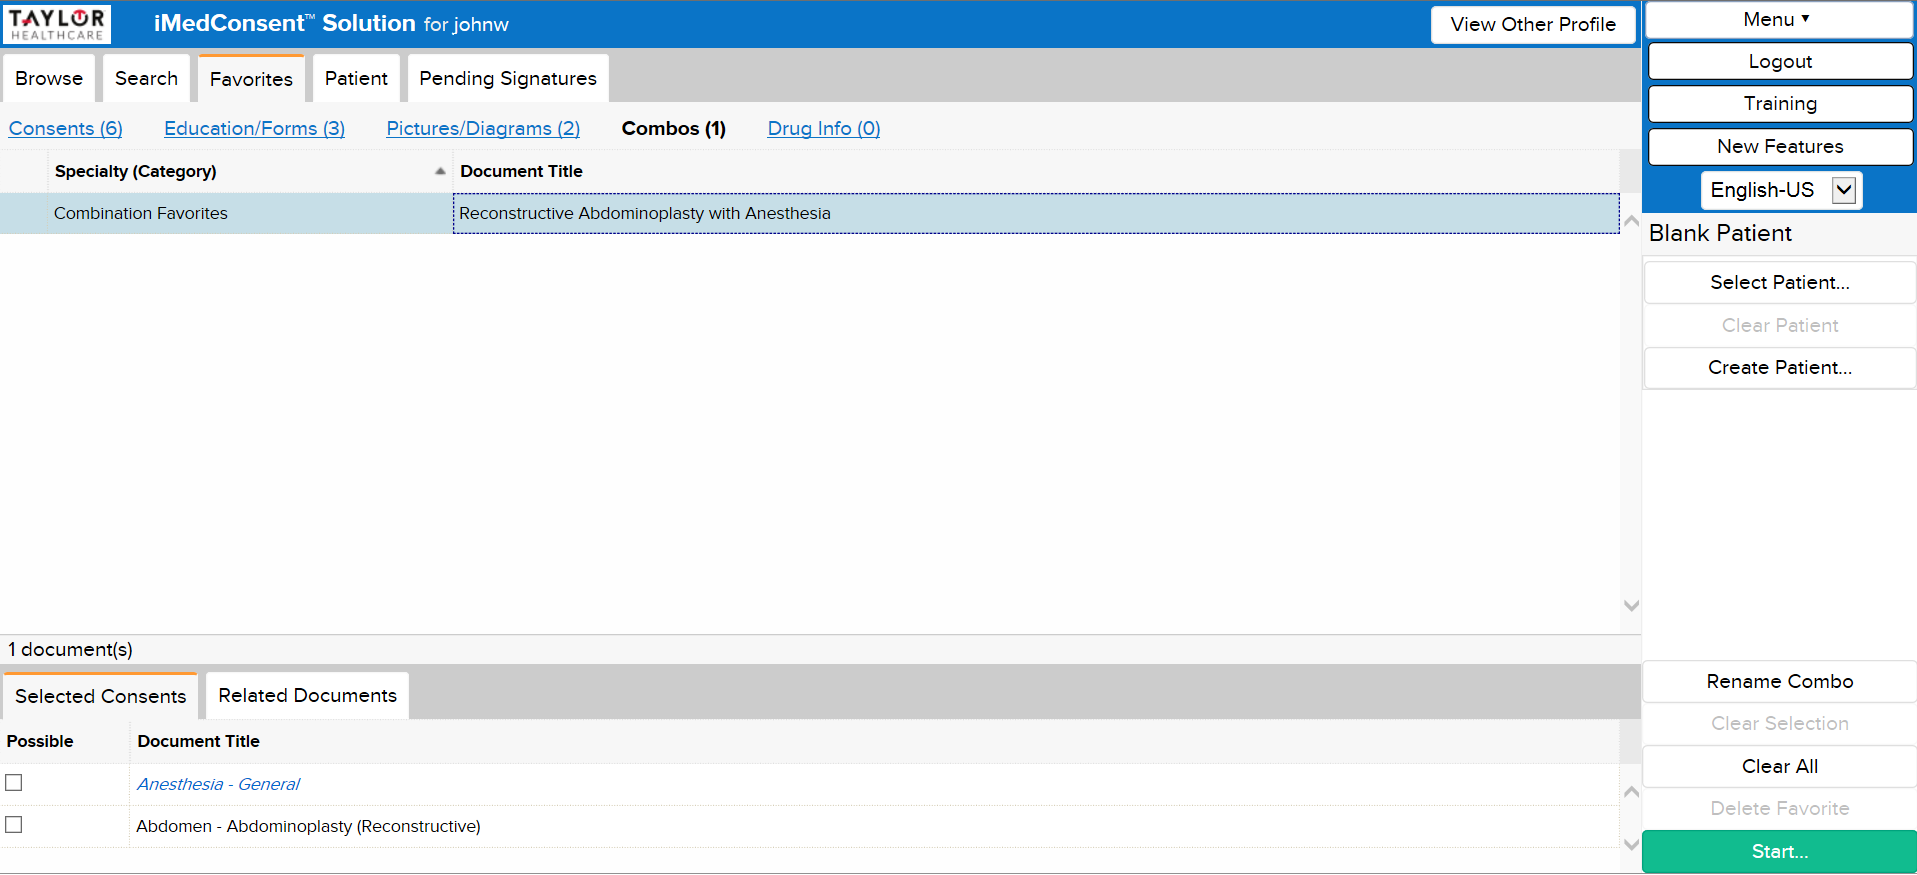 TAYLOR
HEALTHCARE
iMedConsent™ Solution for johnw
View Other Profile
Menu ▾
Logout
Training
New Features
English-US
Browse
Search
Favorites
Patient
Pending Signatures
Consents (6)
Education/Forms (3)
Pictures/Diagrams (2)
Combos (1)
Drug Info (0)
Specialty (Category)
Document Title
Combination Favorites
Reconstructive Abdominoplasty with Anesthesia
Blank Patient
Select Patient...
Clear Patient
Create Patient...
1 document(s)
Selected Consents
Related Documents
Possible
Document Title
Anesthesia - General
Abdomen - Abdominoplasty (Reconstructive)
Rename Combo
Clear Selection
Clear All
Delete Favorite
Start...